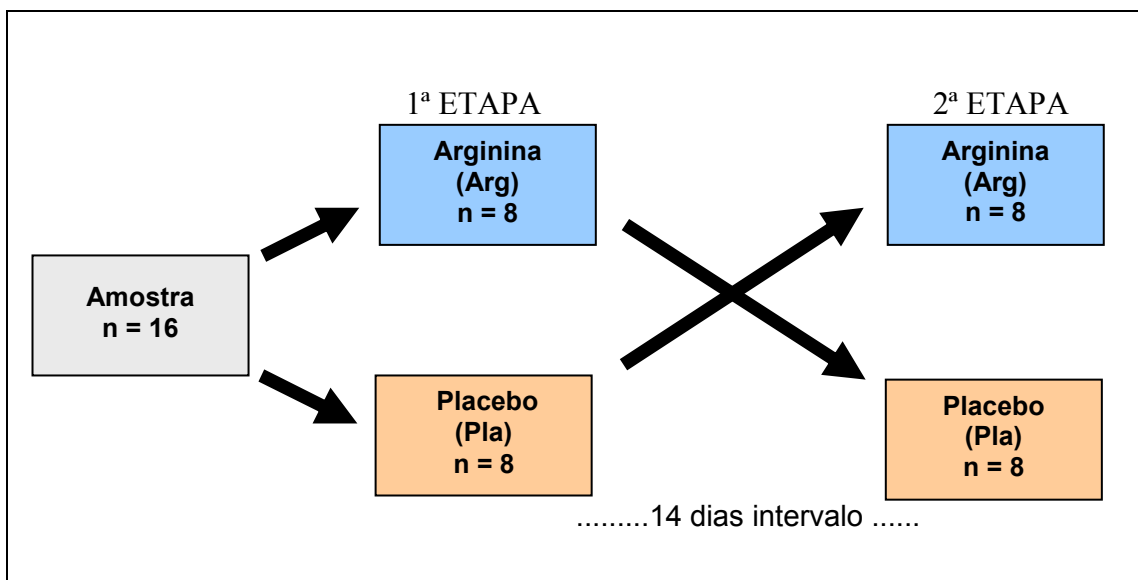 1ª ETAPA
2ª ETAPA
Arginina
(Arg)
n = 8
Arginina
(Arg)
n = 8
Amostra
n = 16
Placebo
(Pla)
n = 8
Placebo
(Pla)
n = 8
.........14 dias intervalo ......